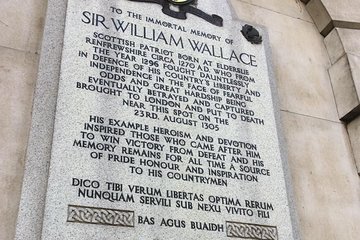 TO THE IMMORTAL MEMORY OF
SIR WILLIAM WALLACE
SCOTTISH PATRIOT BORN AT ELDERSLIE
RENFREWSHIRE CIRCA 1270 A.D. WHO FROM
IN THE YEAR 1296 FOUGHT DAUNTLESSLY
IN DEFENCE OF HIS COUNTRY'S LIBERTY AND
INDEPENDENCE IN THE FACE OF FEARFUL
ODDS AND GREAT HARDSHIP BEING
EVENTUALLY BETRAYED AND CAPTURED
BROUGHT TO LONDON AND PUT TO DEATH
NEAR THIS SPOT ON THE
23RD. AUGUST 1305
HIS EXAMPLE HEROISM AND DEVOTION
INSPIRED THOSE WHO CAME AFTER HIM
TO WIN VICTORY FROM DEFEAT AND HIS
MEMORY REMAINS FOR ALL TIME A SOURCE
OF PRIDE HONOUR AND INSPIRATION
TO HIS COUNTRYMEN
DICO TIBI VERUM LIBERTAS OPTIMA RERUM
NUNQUAM SERVILI SUB NEXU VIVITO FILI
BAS AGUS BUAIDH